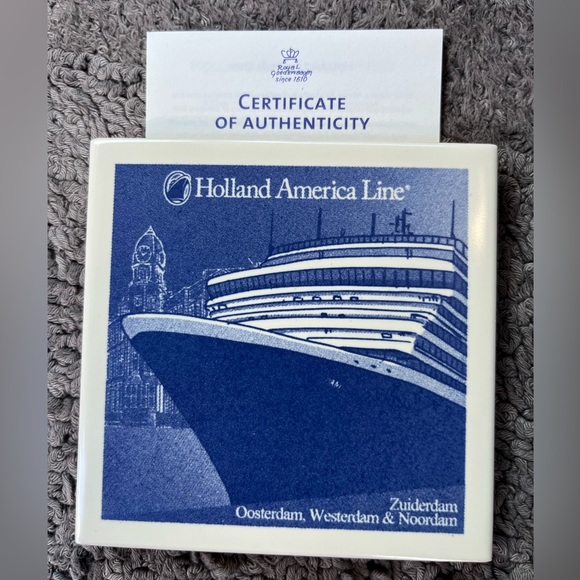 Royal
Goedewaagen
since 1610
CERTIFICATE
OF AUTHENTICITY
Holland America Line®
Zuiderdam
Oosterdam, Westerdam & Noordam